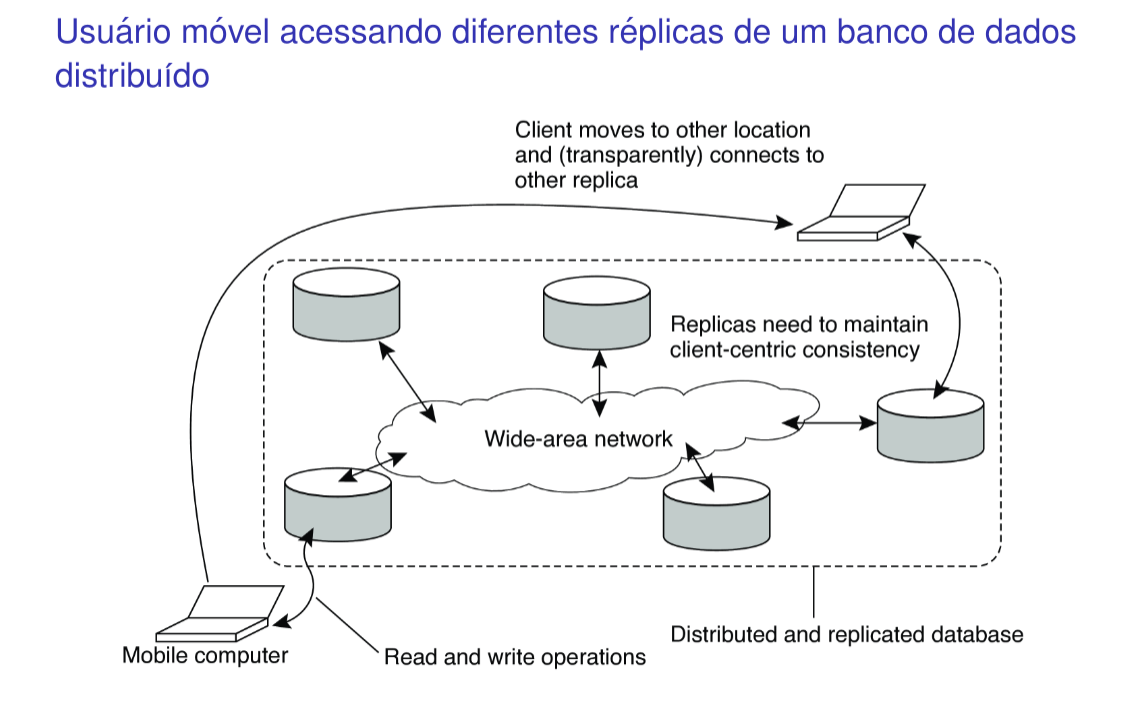 Usuário móvel acessando diferentes réplicas de um banco de dados
distribuído
Client moves to other location
and (transparently) connects to
other replica
Replicas need to maintain
client-centric consistency
Wide-area network
Distributed and replicated database
Mobile computer
Read and write operations